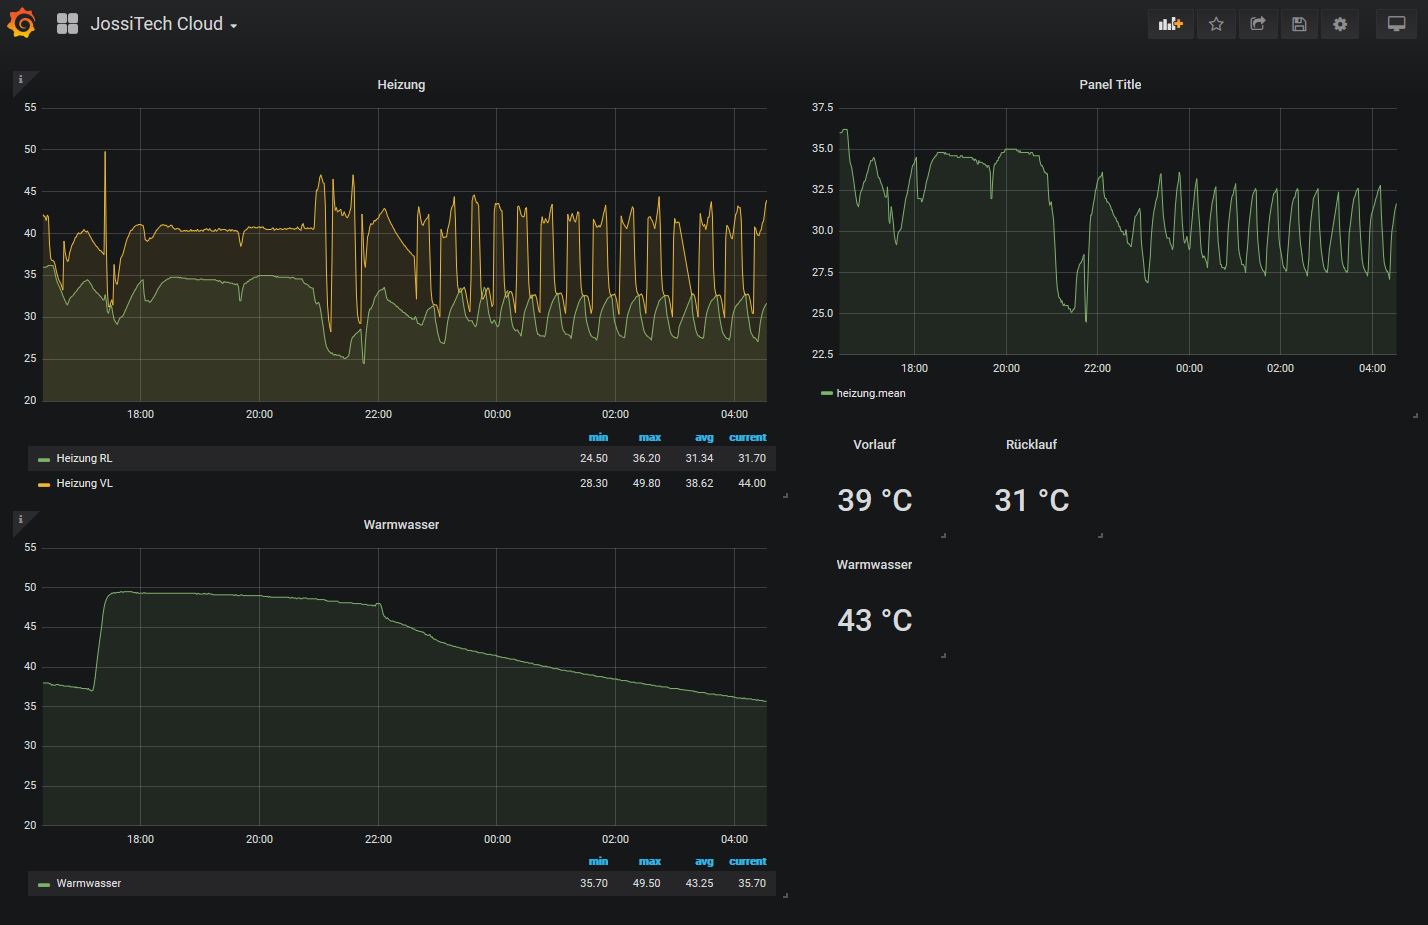 JossiTech Cloud
i
Heizung
55
50
45
40
35
30
25
20
18:00 20:00 22:00 00:00 02:00 04:00
min max avg current
Heizung RL 24.50 36.20 31.34 31.70
Heizung VL 28.30 49.80 38.62 44.00
i
Warmwasser
55
50
45
40
35
30
25
20
18:00 20:00 22:00 00:00 02:00 04:00
min max avg current
Warmwasser 35.70 49.50 43.25 35.70
Panel Title
37.5
35.0
32.5
30.0
27.5
25.0
22.5
18:00 20:00 22:00 00:00 02:00 04:00
heizung.mean
Vorlauf
39 °C
Rücklauf
31 °C
Warmwasser
43 °C